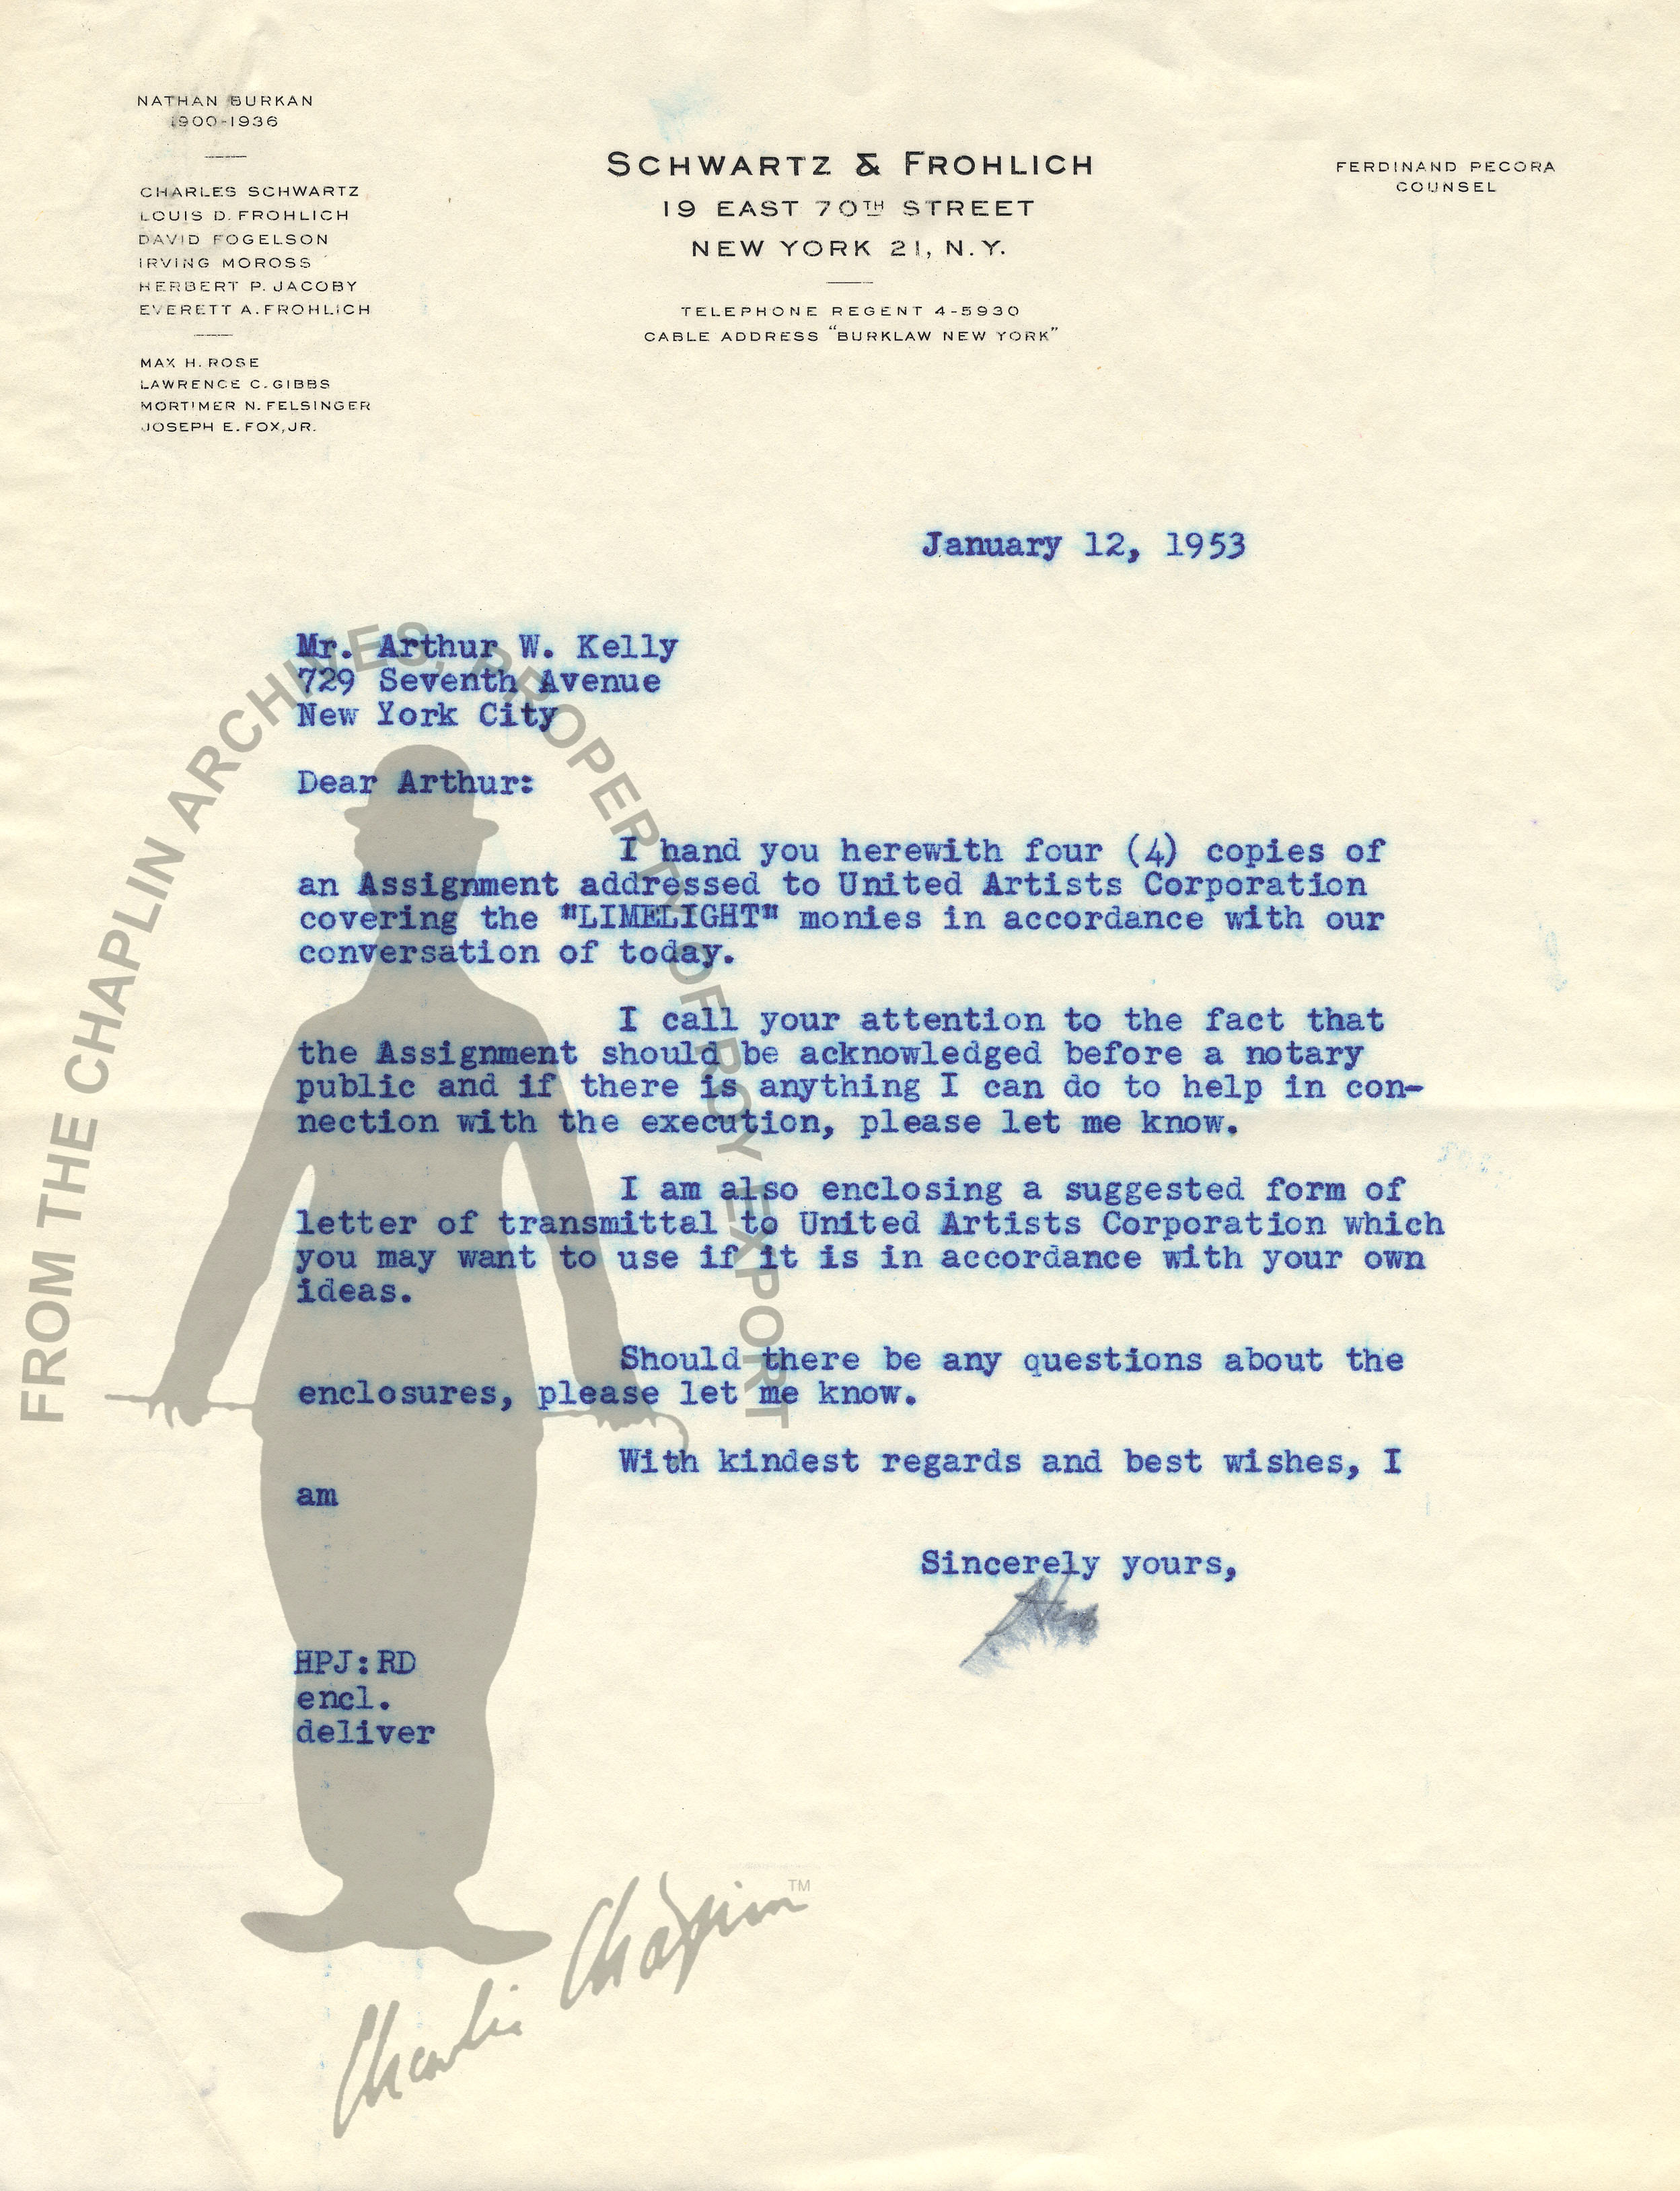 NATHAN BURKAN
1900-1936
CHARLES SCHWARTZ
LOUIS D. FROHLICH
DAVID FOGELSON
IRVING MOROSS
HERBERT P. JACOBY
EVERETT A. FROHLICH
MAX H. ROSE
LAWRENCE C. GIBBS
MORTIMER N. FELSINGER
JOSEPH E. FOX, JR.
SCHWARTZ & FROHLICH
19 EAST 70TH STREET
NEW YORK 21, N.Y.
TELEPHONE REGENT 4-5930
CABLE ADDRESS "BURKLAW NEW YORK"
FERDINAND PECORA
COUNSEL
January 12, 1953
Mr. Arthur W. Kelly
729 Seventh Avenue
New York City
Dear Arthur:
I hand you herewith four (4) copies of
an Assignment addressed to United Artists Corporation
covering the "LIMELIGHT" monies in accordance with our
conversation of today.
I call your attention to the fact that
the Assignment should be acknowledged before a notary
public and if there is anything I can do to help in con-
nection with the execution, please let me know.
I am also enclosing a suggested form of
letter of transmittal to United Artists Corporation which
you may want to use if it is in accordance with your own
ideas.
Should there be any questions about the
enclosures, please let me know.
With kindest regards and best wishes, I
am
Sincerely yours,
HPJ:RD
encl.
deliver
FROM THE CHAPLIN ARCHIVES, PROPERTY OF ROY EXPORT
Charlie Chaplin TM